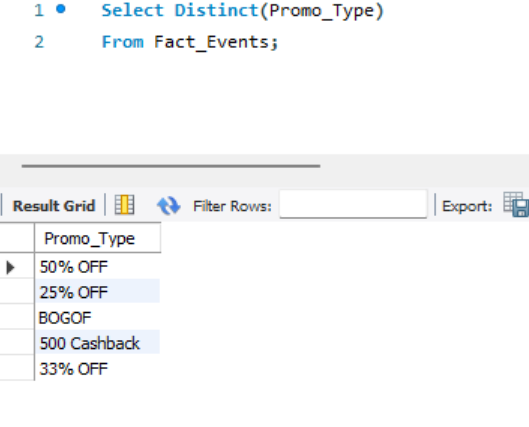 1 Select Distinct(Promo_Type)
2 From Fact_Events;
Result Grid Filter Rows: Export:
Promo_Type
50% OFF
25% OFF
BOGOF
500 Cashback
33% OFF